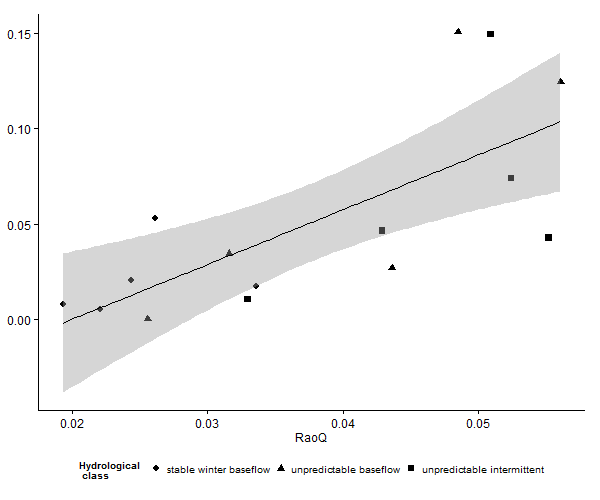 0.15
0.10
0.05
0.00
0.02 0.03 0.04 0.05
RaoQ
Hydrological
class
stable winter baseflow unpredictable baseflow unpredictable intermittent